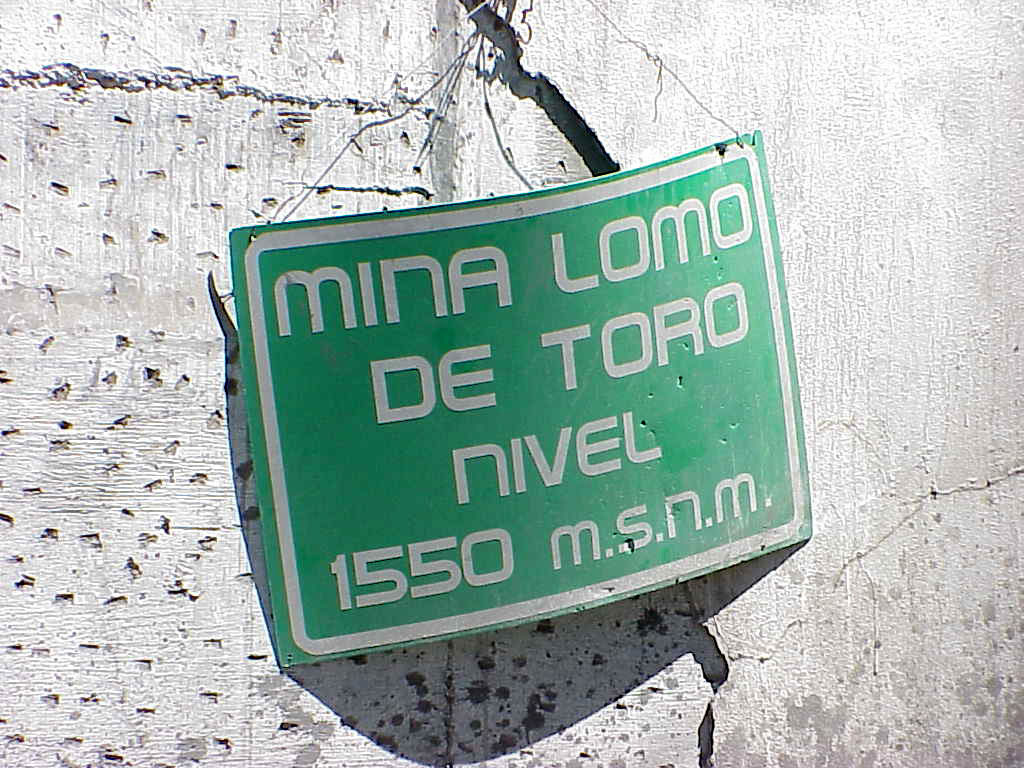 MINA LOMO
DE TORO
NIVEL
1550 m.s.n.m.